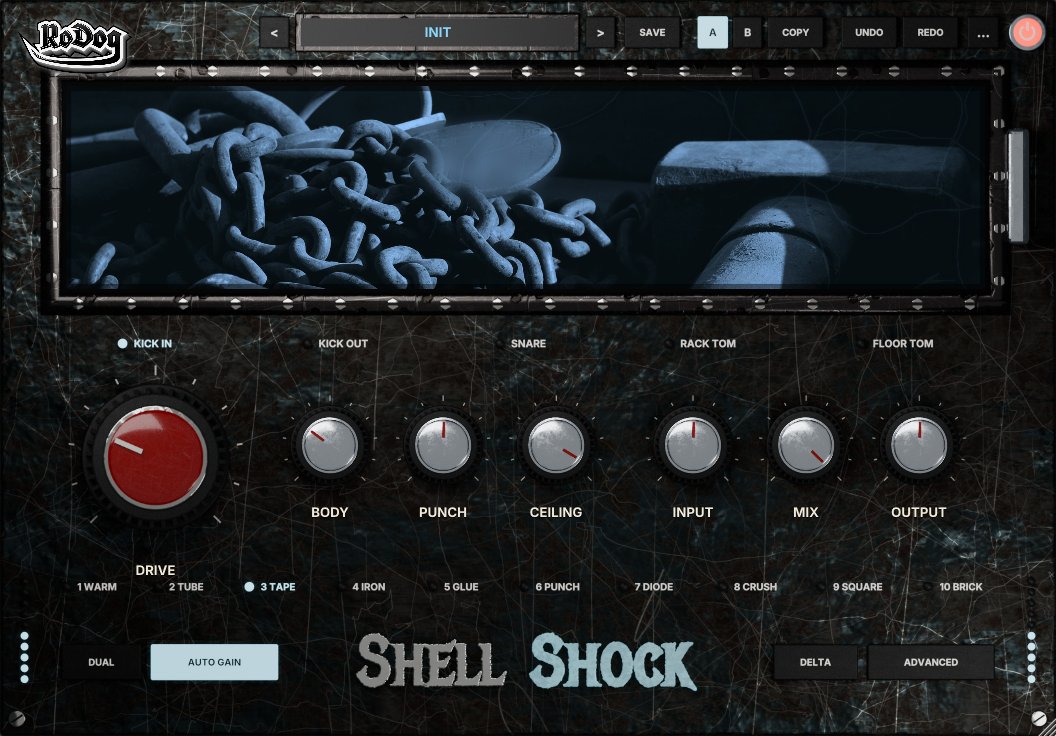 RoDog
< INIT > SAVE A B COPY UNDO REDO ...
KICK IN KICK OUT SNARE RACK TOM FLOOR TOM
BODY PUNCH CEILING INPUT MIX OUTPUT
DRIVE
1 WARM 2 TUBE 3 TAPE 4 IRON 5 GLUE 6 PUNCH 7 DIODE 8 CRUSH 9 SQUARE 10 BRICK
DUAL AUTO GAIN SHELL SHOCK DELTA ADVANCED